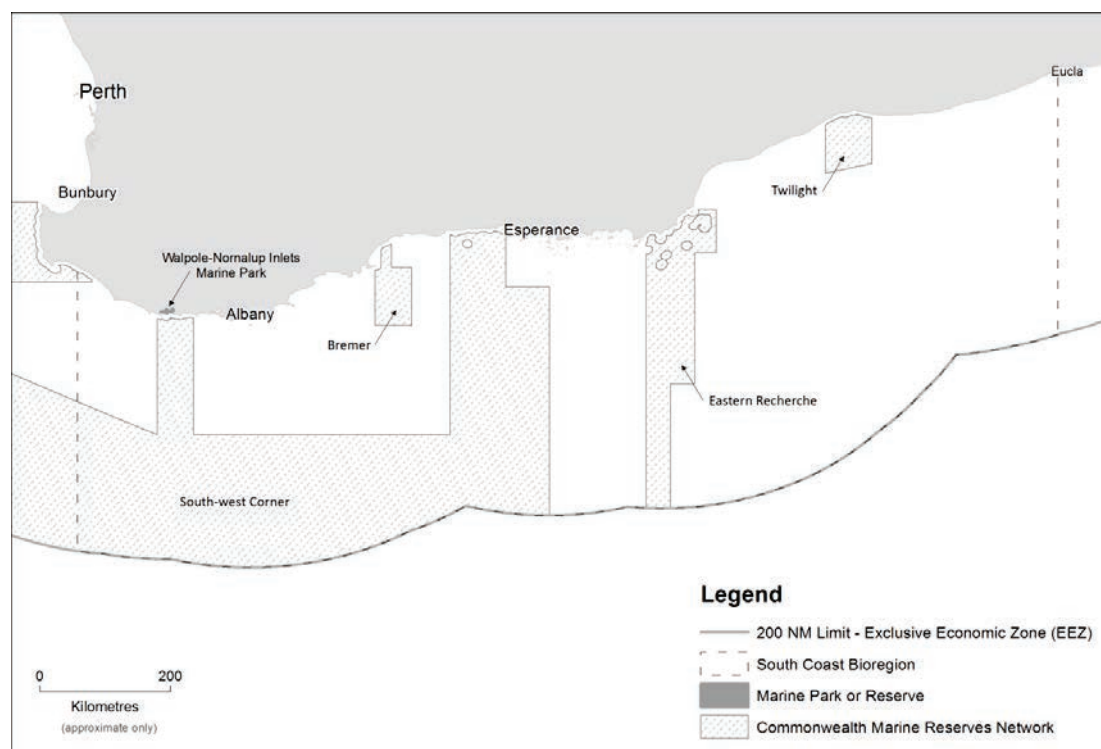 Perth
Eucla
Twilight
Bunbury
Esperance
Walpole-Nornalup Inlets
Marine Park
Albany
Bremer
Eastern Recherche
South-west Corner
Legend
200 NM Limit - Exclusive Economic Zone (EEZ)
South Coast Bioregion
Marine Park or Reserve
Commonwealth Marine Reserves Network
0 200
Kilometres
(approximate only)